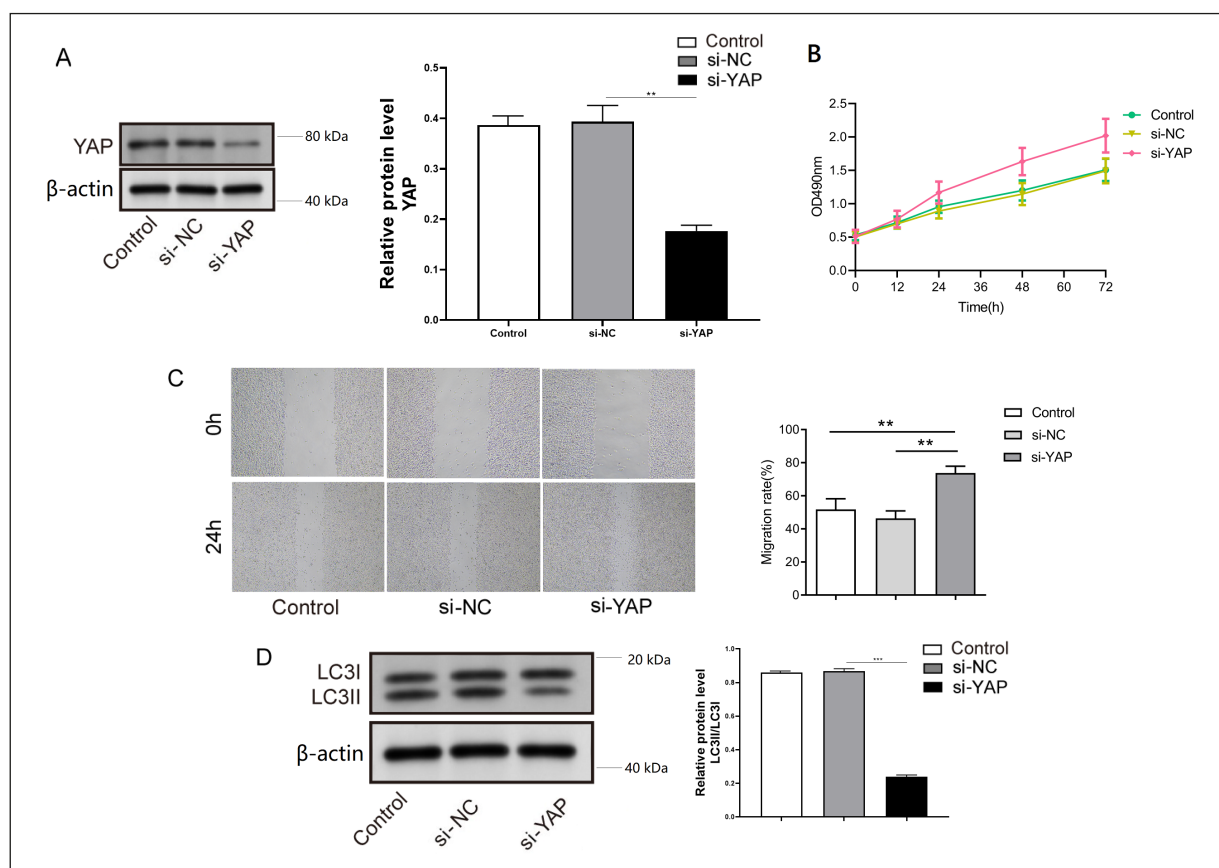 A
YAP
β-actin
80 kDa
40 kDa
Control
si-NC
si-YAP
Relative protein level
YAP
0.5
0.4
0.3
0.2
0.1
0.0
**
Control
si-NC
si-YAP
Control
si-NC
si-YAP
B
OD490nm
2.5
2.0
1.5
1.0
0.5
0.0
0 12 24 36 48 60 72
Time(h)
Control
si-NC
si-YAP
C
0h
24h
Control
si-NC
si-YAP
Migration rate(%)
100
80
60
40
20
0
**
**
Control
si-NC
si-YAP
D
LC3I
LC3II
β-actin
20 kDa
40 kDa
Control
si-NC
si-YAP
Relative protein level
LC3II/LC3I
0.8
0.6
0.4
0.2
0.0
***
Control
si-NC
si-YAP